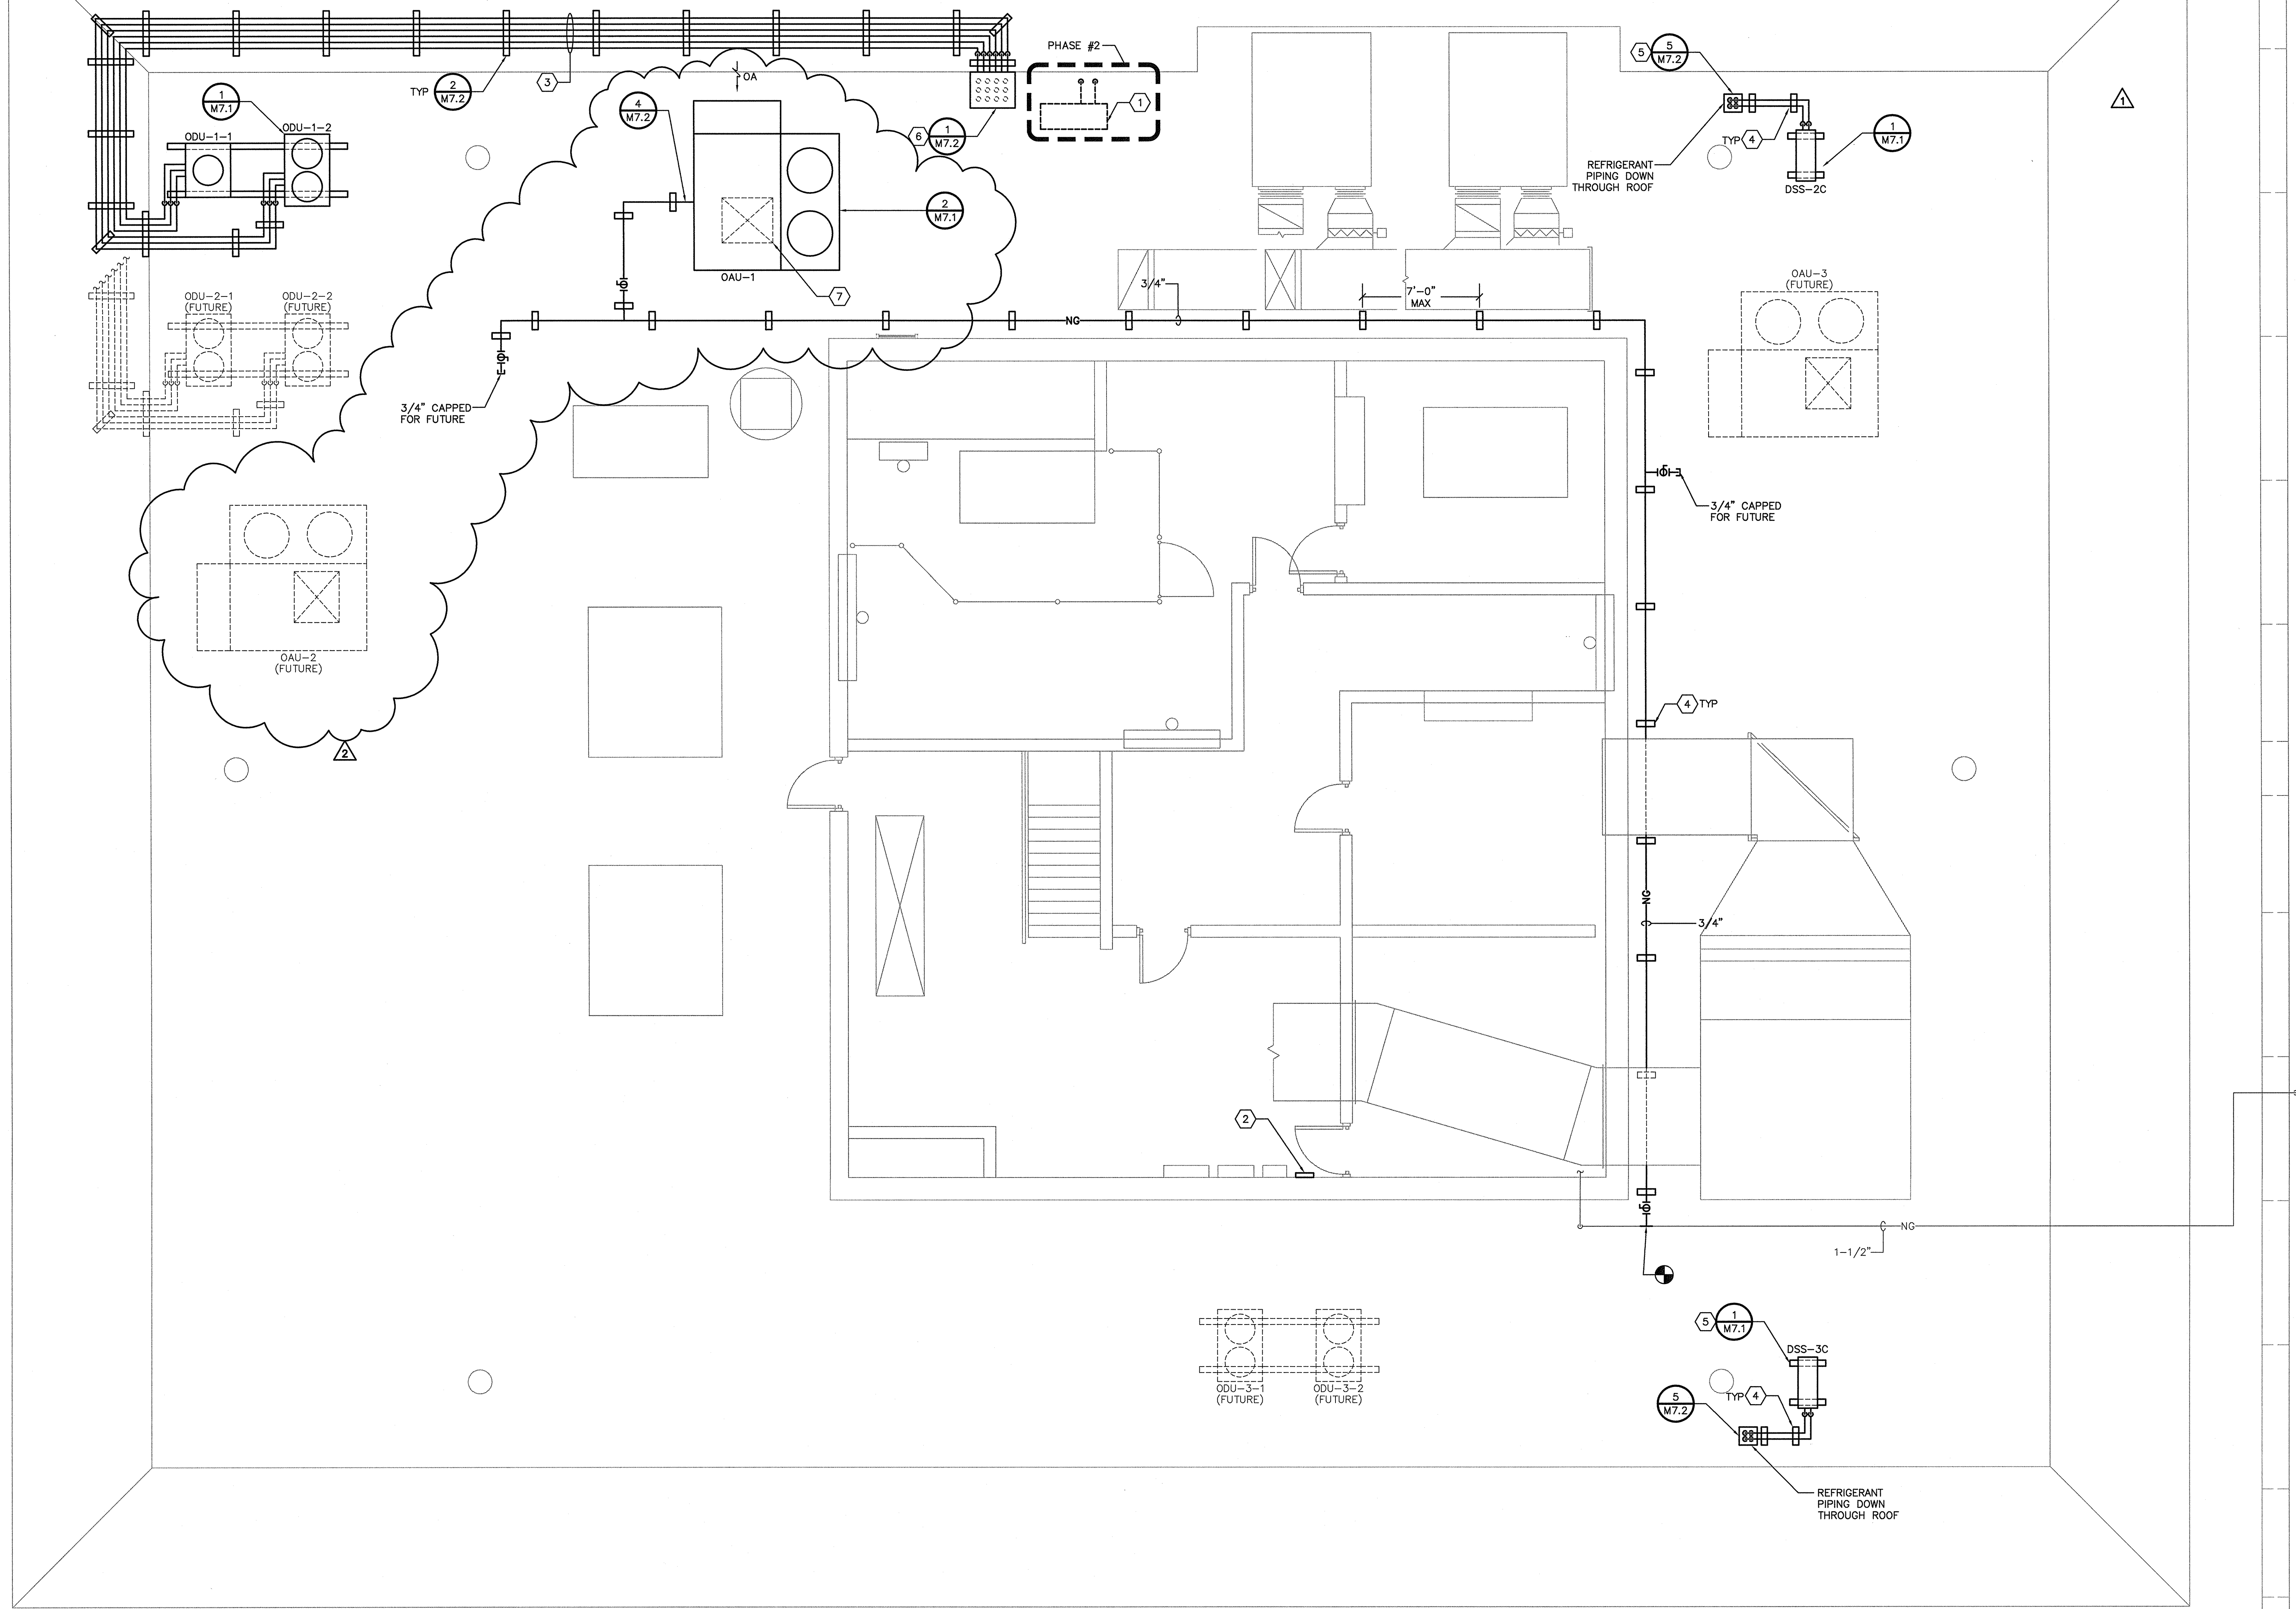 PHASE #2
1
3
TYP
2
M7.2
OA
4
M7.2
6
1
M7.2
1
M7.1
ODU-1-1
ODU-1-2
5
5
M7.2
1
REFRIGERANT
PIPING DOWN
THROUGH ROOF
TYP
4
1
M7.1
DSS-2C
2
M7.1
OAU-1
7
ODU-2-1
(FUTURE)
ODU-2-2
(FUTURE)
3/4"
7'-0"
MAX
NG
OAU-3
(FUTURE)
3/4" CAPPED
FOR FUTURE
3/4" CAPPED
FOR FUTURE
OAU-2
(FUTURE)
2
4
TYP
NG
3/4"
2
NG
1-1/2"
5
1
M7.1
DSS-3C
ODU-3-1
(FUTURE)
ODU-3-2
(FUTURE)
5
M7.2
TYP
4
REFRIGERANT
PIPING DOWN
THROUGH ROOF